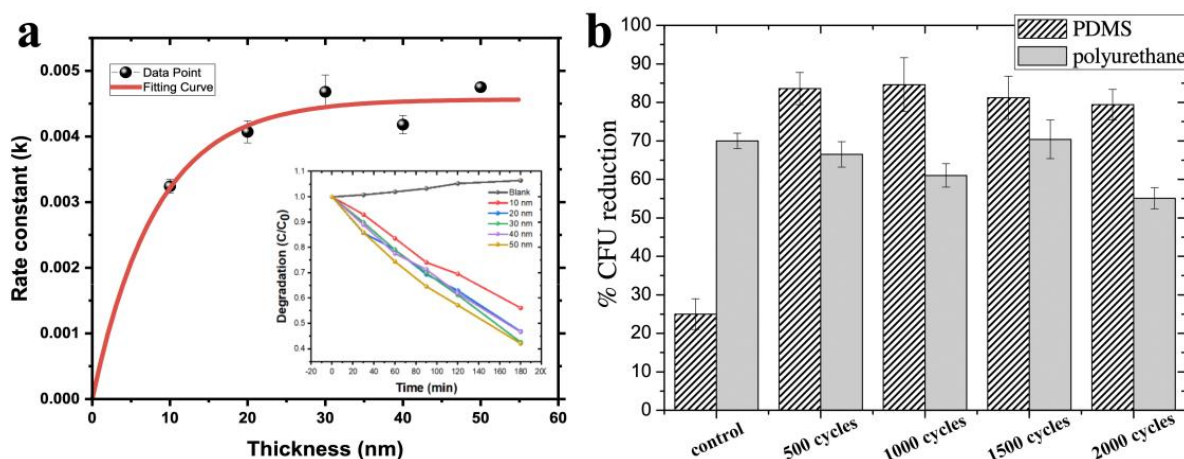 a
Rate constant (k)
0.005
0.004
0.003
0.002
0.001
0.000
0 10 20 30 40 50 60
Thickness (nm)
Data Point
Fitting Curve
Degradation (C/C0)
1.1
1.0
0.9
0.8
0.7
0.6
0.5
0.4
-20 0 20 40 60 80 100 120 140 160 180 200
Time (min)
Blank
10 nm
20 nm
30 nm
40 nm
50 nm
b
% CFU reduction
100
90
80
70
60
50
40
30
20
10
0
PDMS
polyurethane
control
500 cycles
1000 cycles
1500 cycles
2000 cycles